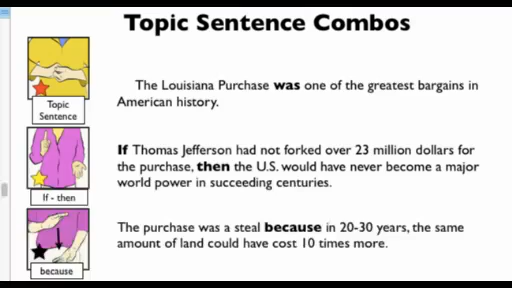 Topic Sentence Combos
Topic
Sentence
The Louisiana Purchase was one of the greatest bargains in
American history.
If - then
If Thomas Jefferson had not forked over 23 million dollars for
the purchase, then the U.S. would have never become a major
world power in succeeding centuries.
because
The purchase was a steal because in 20-30 years, the same
amount of land could have cost 10 times more.